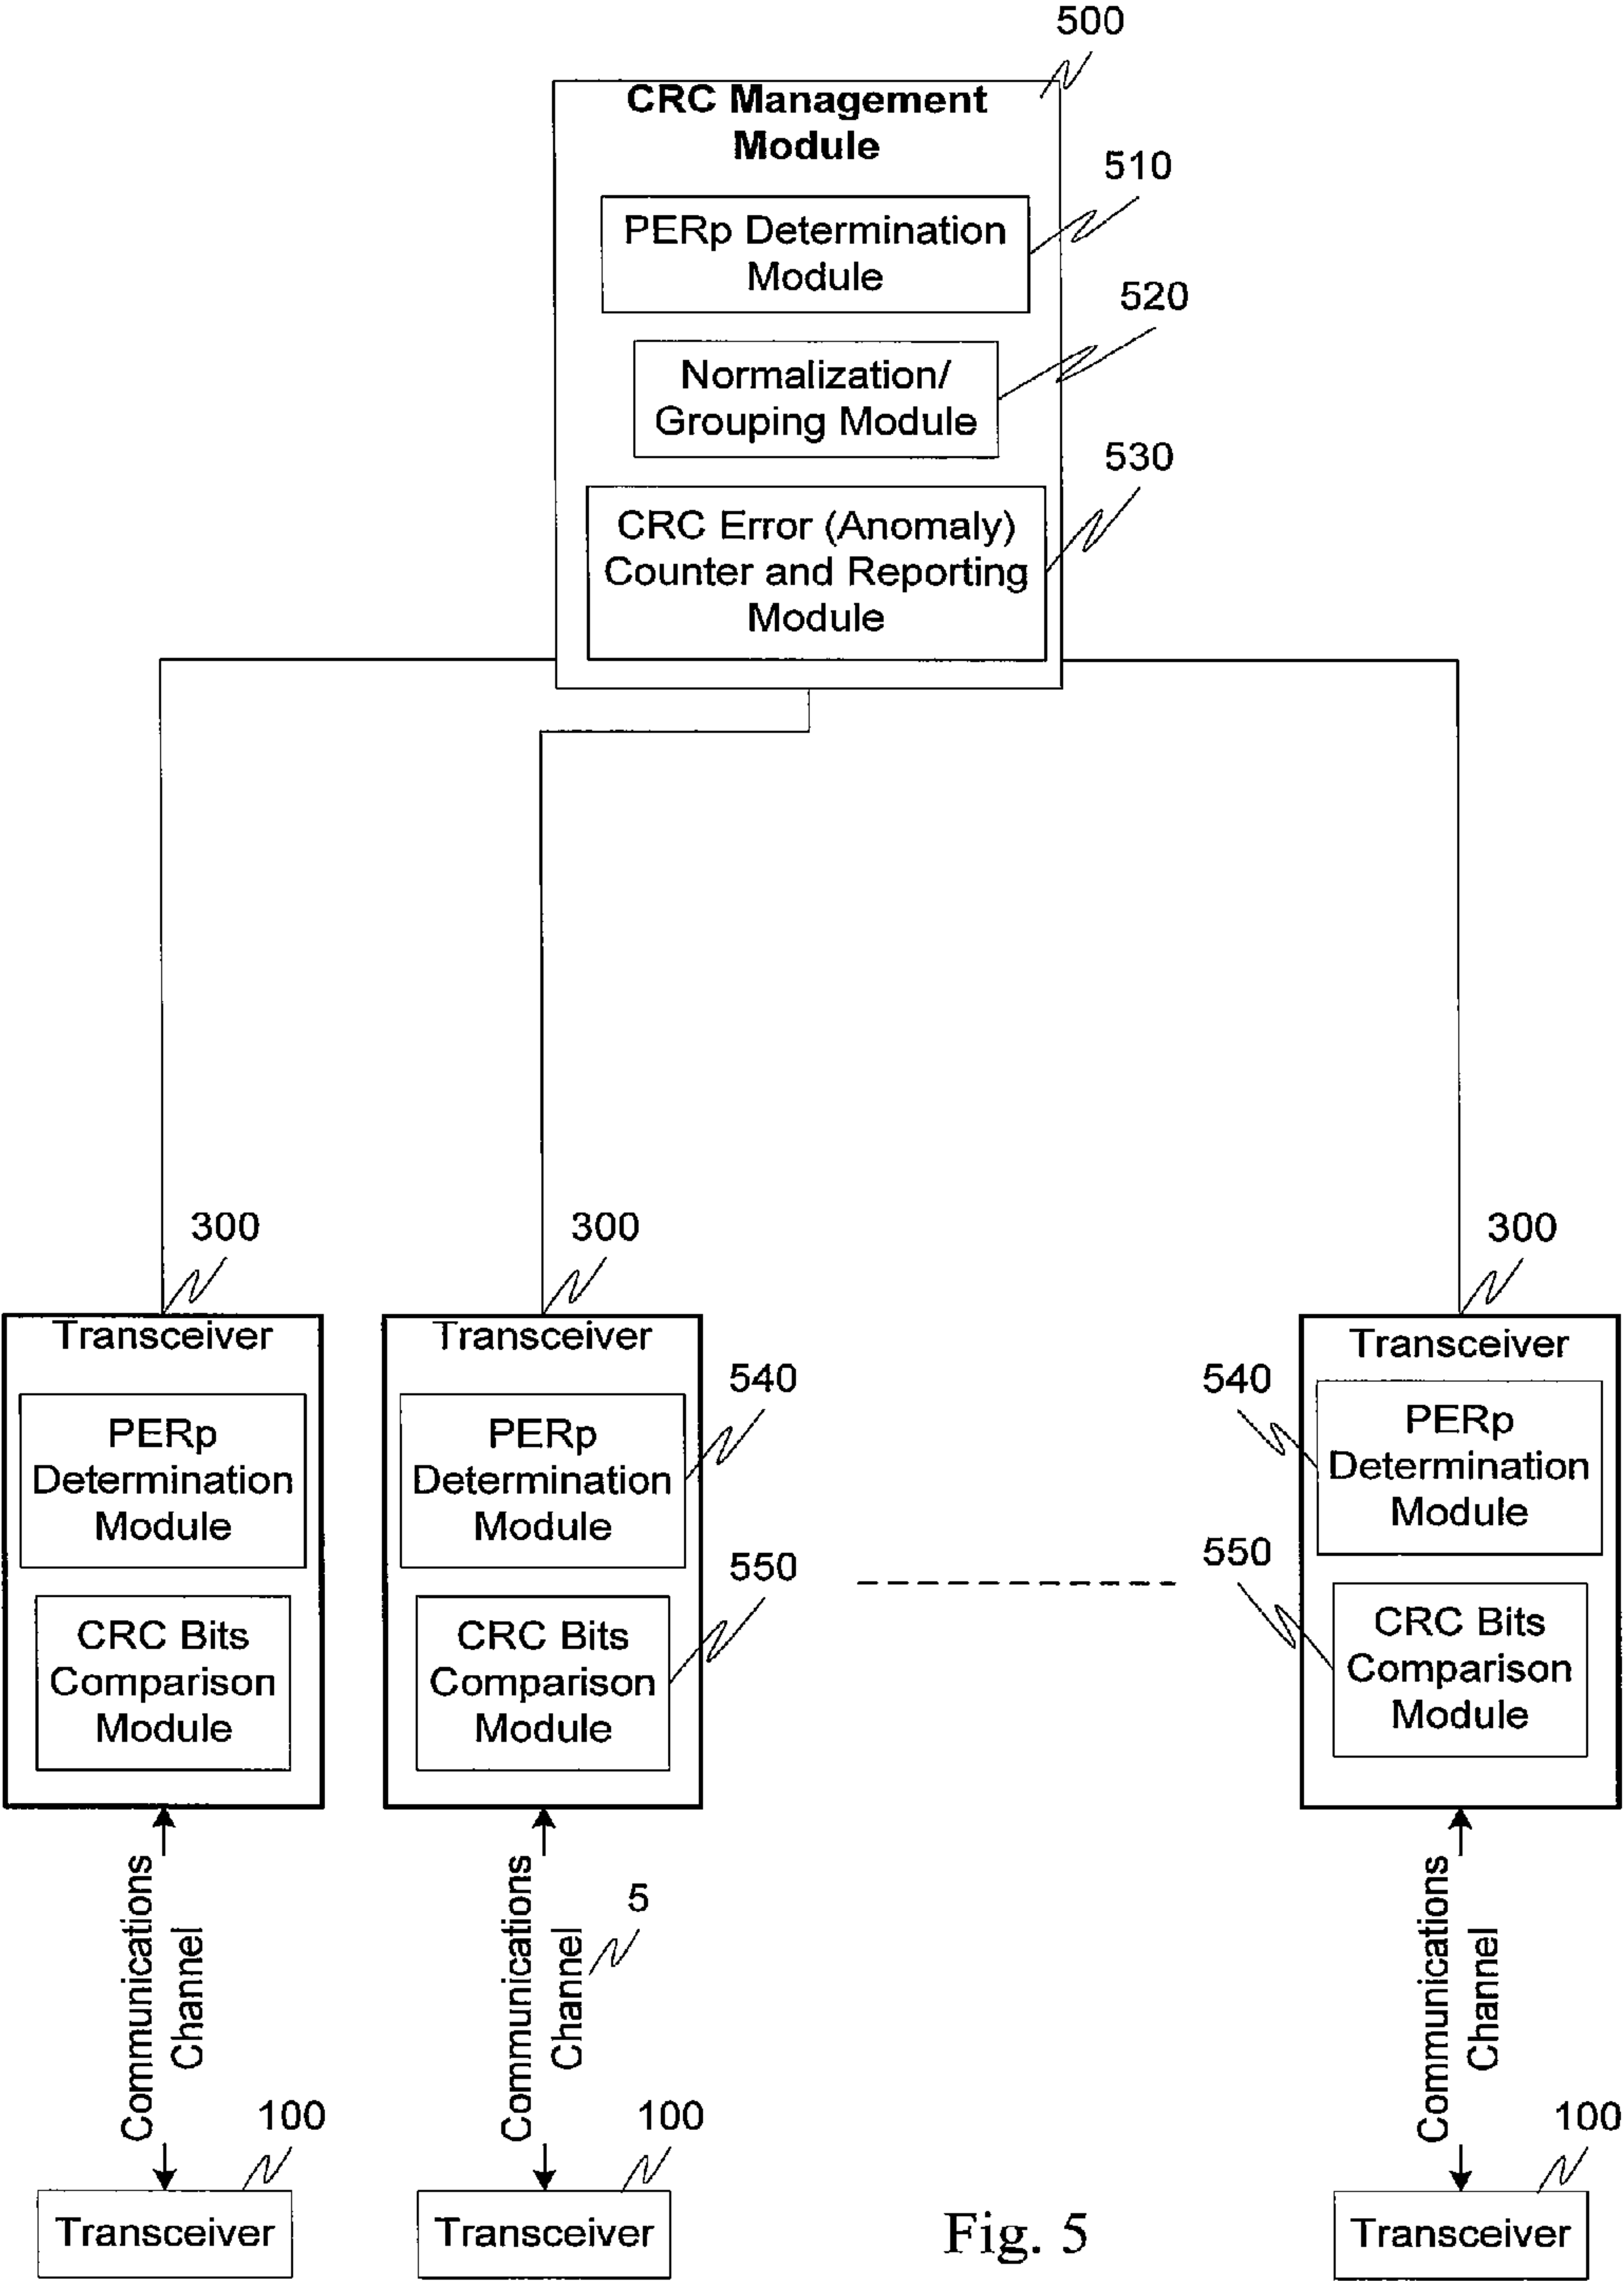 500
CRC Management
Module
510
PERp Determination
Module
520
Normalization/
Grouping Module
530
CRC Error (Anomaly)
Counter and Reporting
Module
300
300
300
Transceiver
PERp
Determination
Module
CRC Bits
Comparison
Module
Transceiver
540
PERp
Determination
Module
550
CRC Bits
Comparison
Module
Transceiver
540
PERp
Determination
Module
550
CRC Bits
Comparison
Module
Communications
Channel
Communications
Channel
5
Communications
Channel
100
Transceiver
100
Transceiver
100
Transceiver
Fig. 5